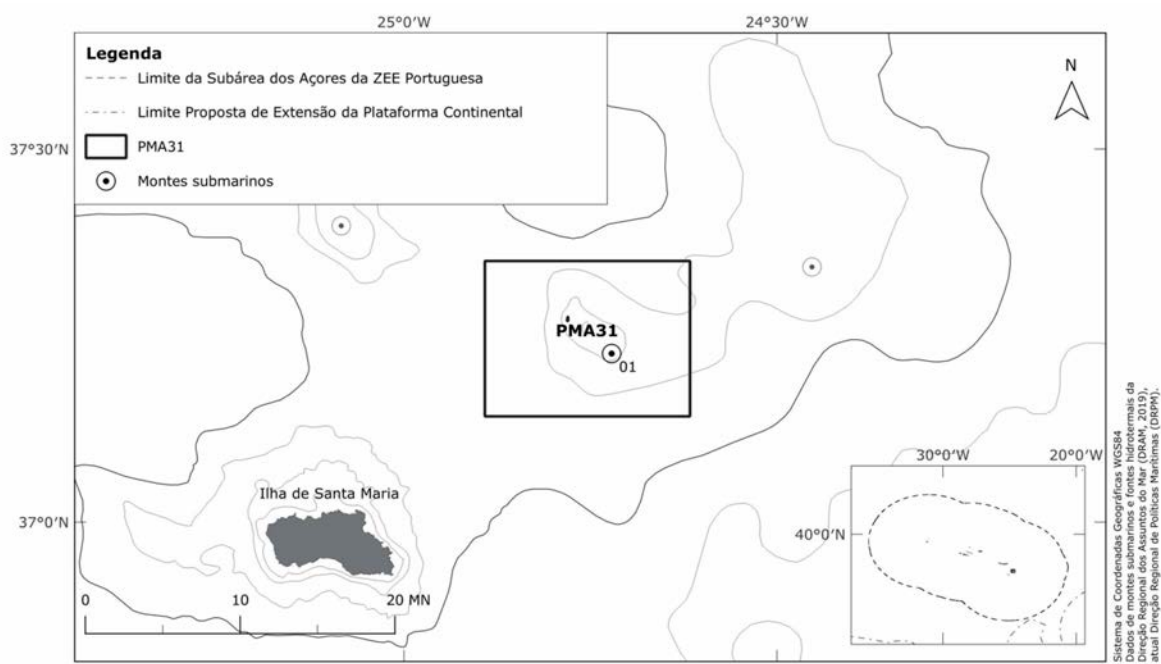 25°0'W
24°30'W
Legenda
Limite da Subárea dos Açores da ZEE Portuguesa
Limite Proposta de Extensão da Plataforma Continental
PMA31
Montes submarinos
N
37°30'N
PMA31
01
Ilha de Santa Maria
37°0'N
0
10
20 MN
30°0'W
20°0'W
40°0'N
Sistema de Coordenadas Geográficas WGS84
Dados de montes submarinos e fontes hidrotermais da
Direção Regional dos Assuntos do Mar (DRAM, 2019),
atual Direção Regional de Políticas Marítimas (DRPM).